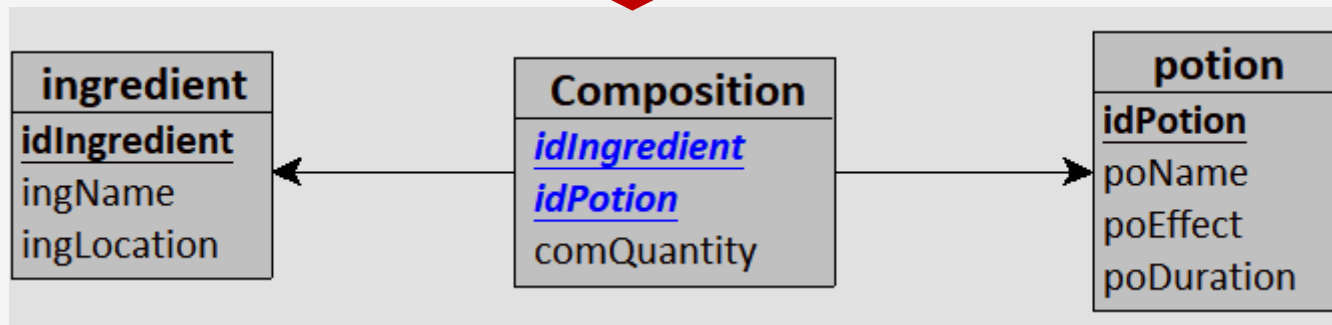 ingredient
idIngredient
ingName
ingLocation
Composition
idIngredient
idPotion
comQuantity
potion
idPotion
poName
poEffect
poDuration